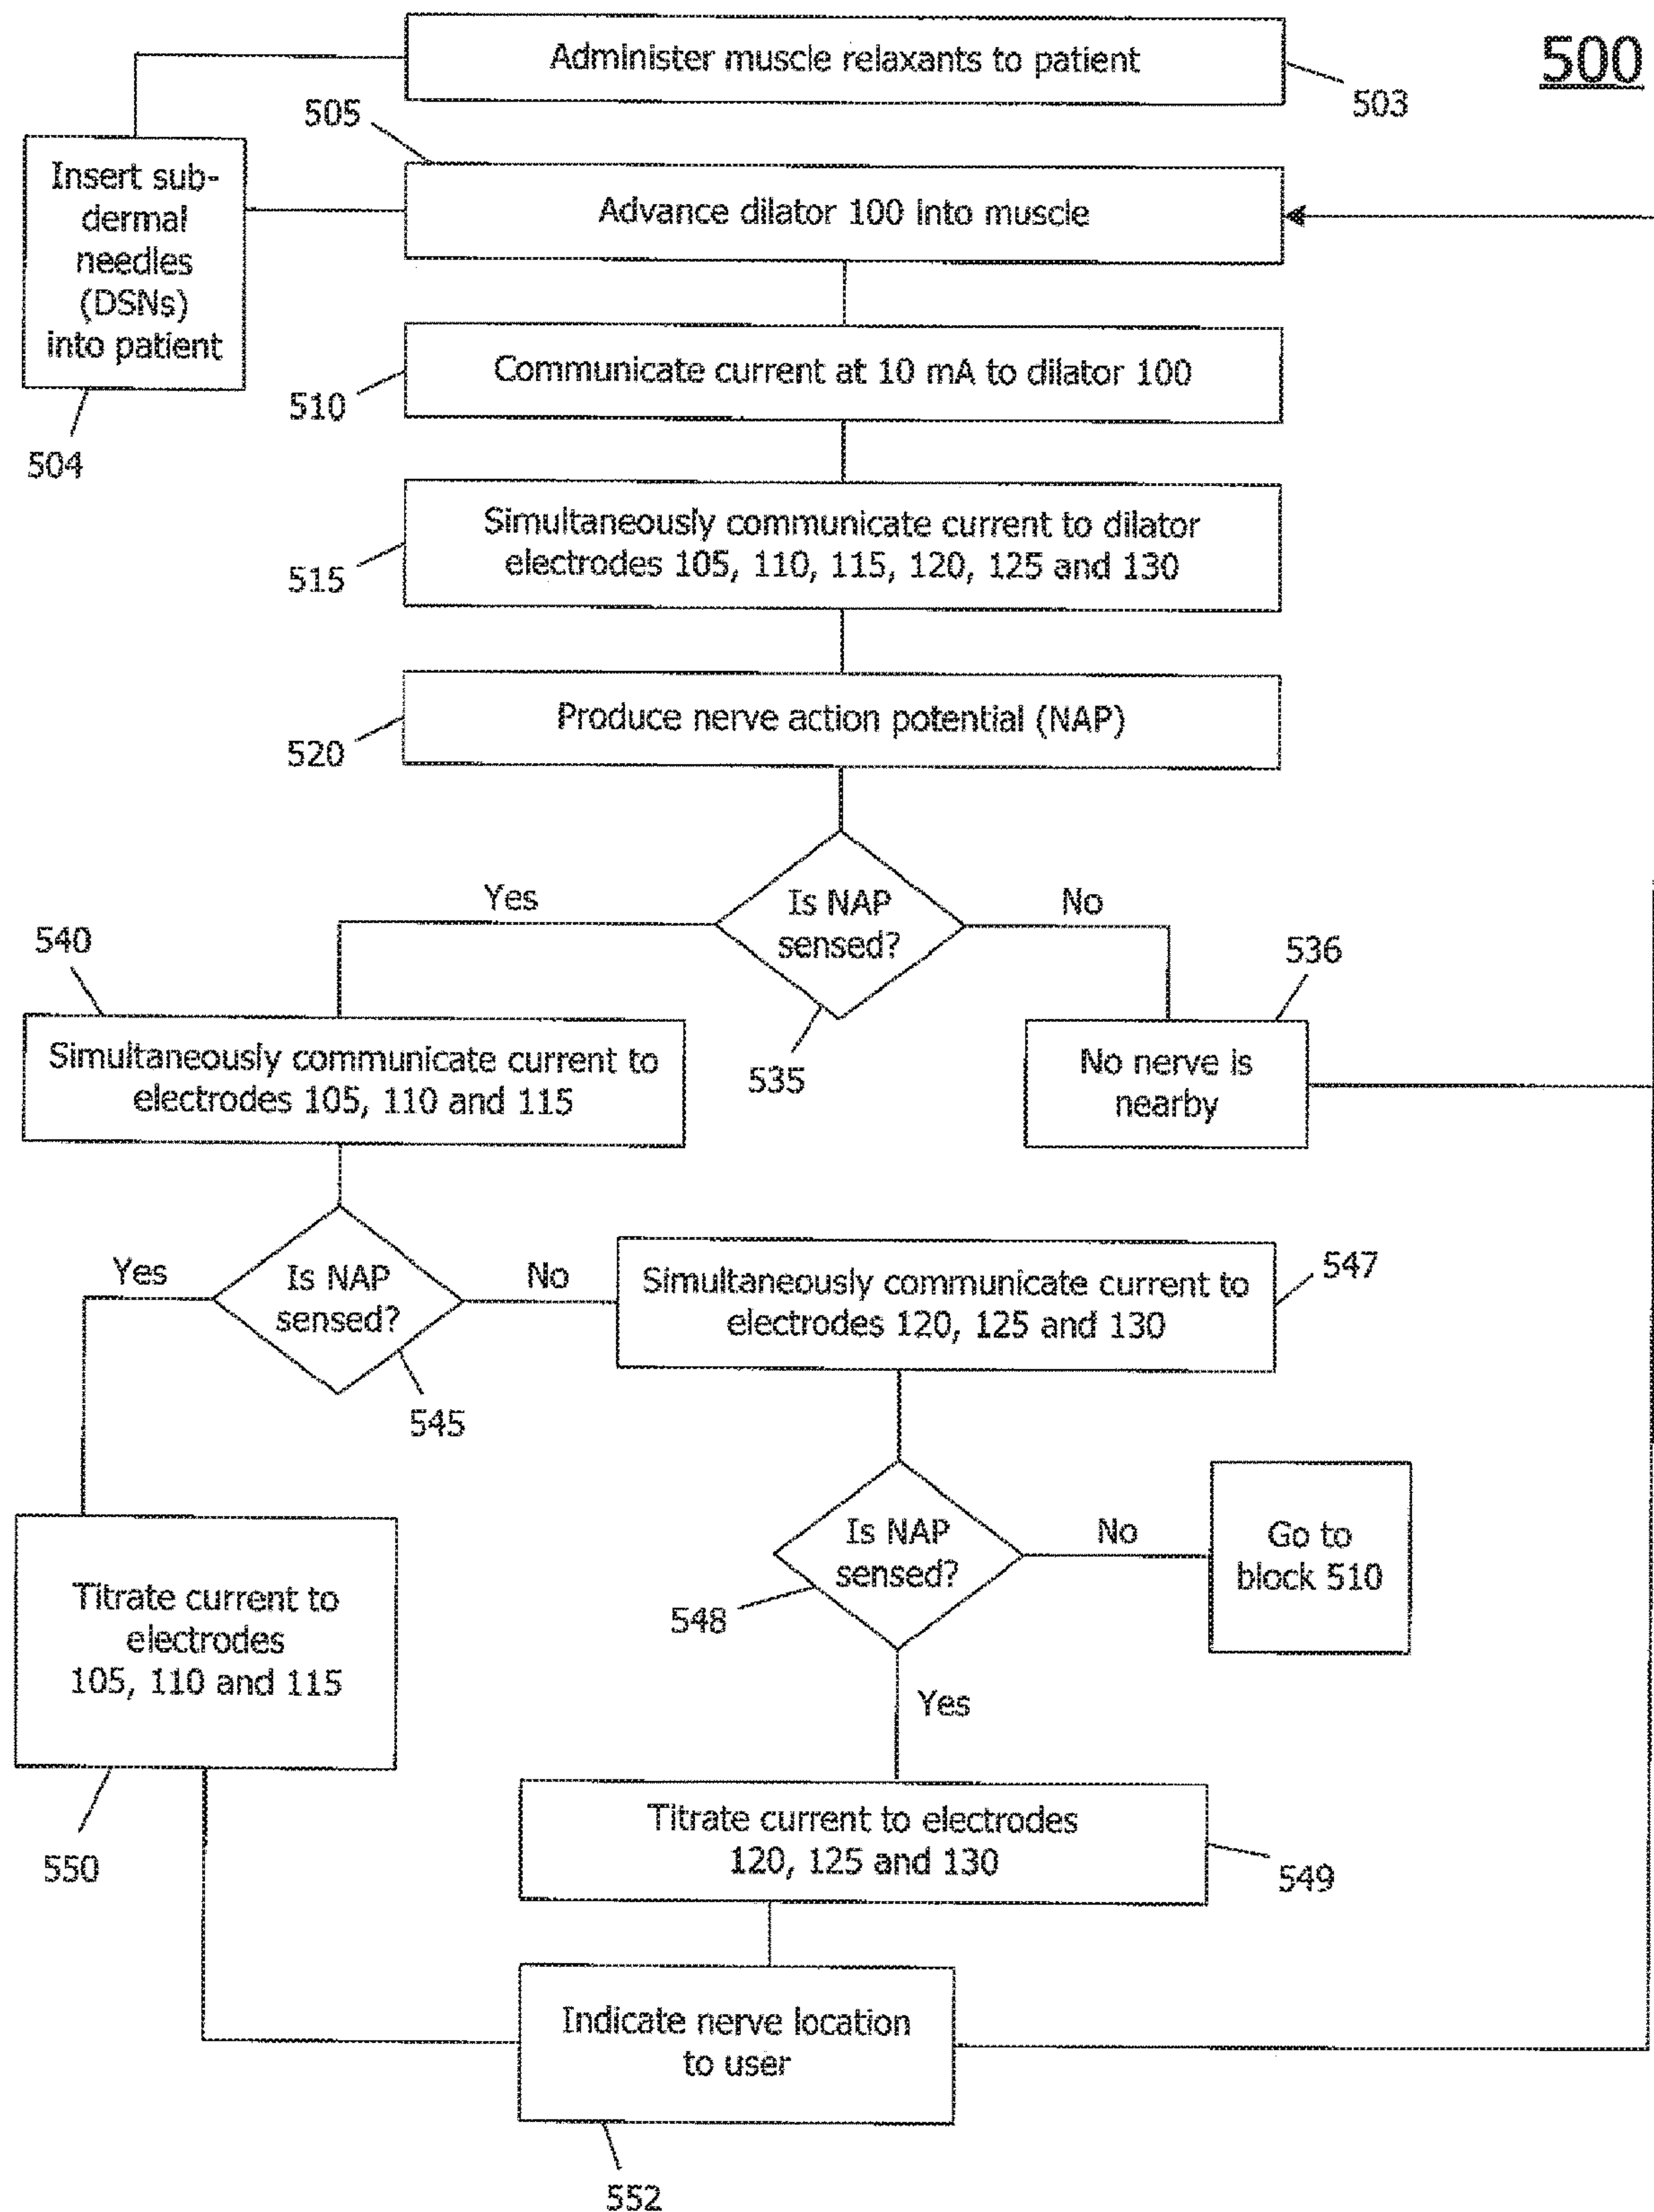 500
Administer muscle relaxants to patient
503
505
Insert sub-
dermal
needles
(DSNs)
into patient
504
Advance dilator 100 into muscle
Communicate current at 10 mA to dilator 100
510
Simultaneously communicate current to dilator
electrodes 105, 110, 115, 120, 125 and 130
515
Produce nerve action potential (NAP)
520
Is NAP
sensed?
Yes
No
535
540
536
Simultaneously communicate current to
electrodes 105, 110 and 115
No nerve is
nearby
Is NAP
sensed?
Yes
No
545
Simultaneously communicate current to
electrodes 120, 125 and 130
547
Is NAP
sensed?
No
548
Go to
block 510
Yes
Titrate current to
electrodes
105, 110 and 115
550
Titrate current to electrodes
120, 125 and 130
549
Indicate nerve location
to user
552